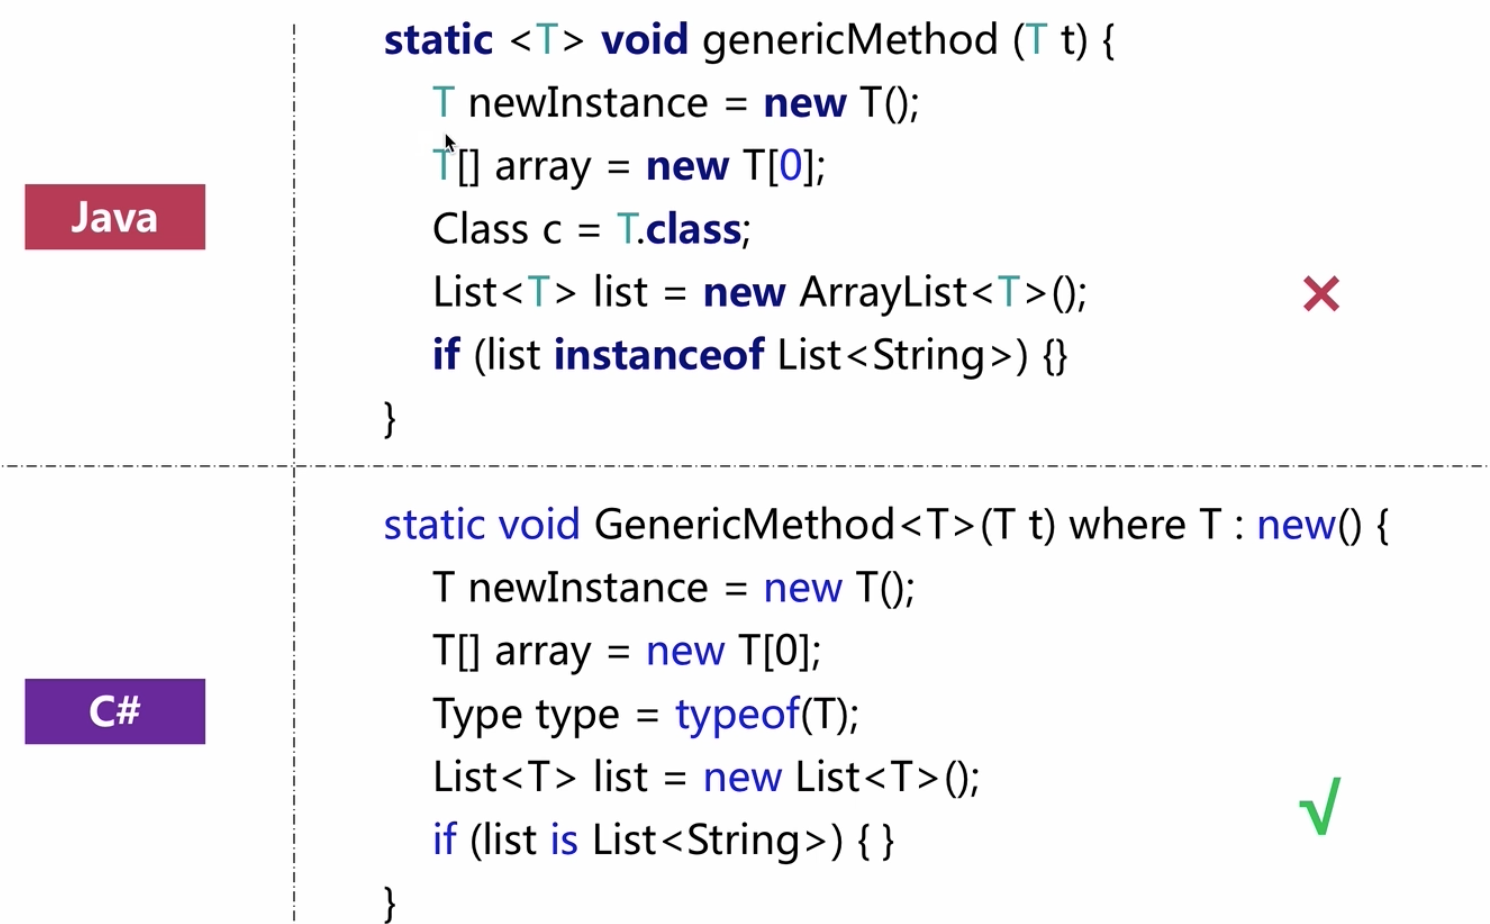 Java
static <T> void genericMethod (T t) {
T newInstance = new T();
T[] array = new T[0];
Class c = T.class;
List<T> list = new ArrayList<T>();
if (list instanceof List<String>) {}
}
C#
static void GenericMethod<T>(T t) where T : new() {
T newInstance = new T();
T[] array = new T[0];
Type type = typeof(T);
List<T> list = new List<T>();
if (list is List<String>) { }
}